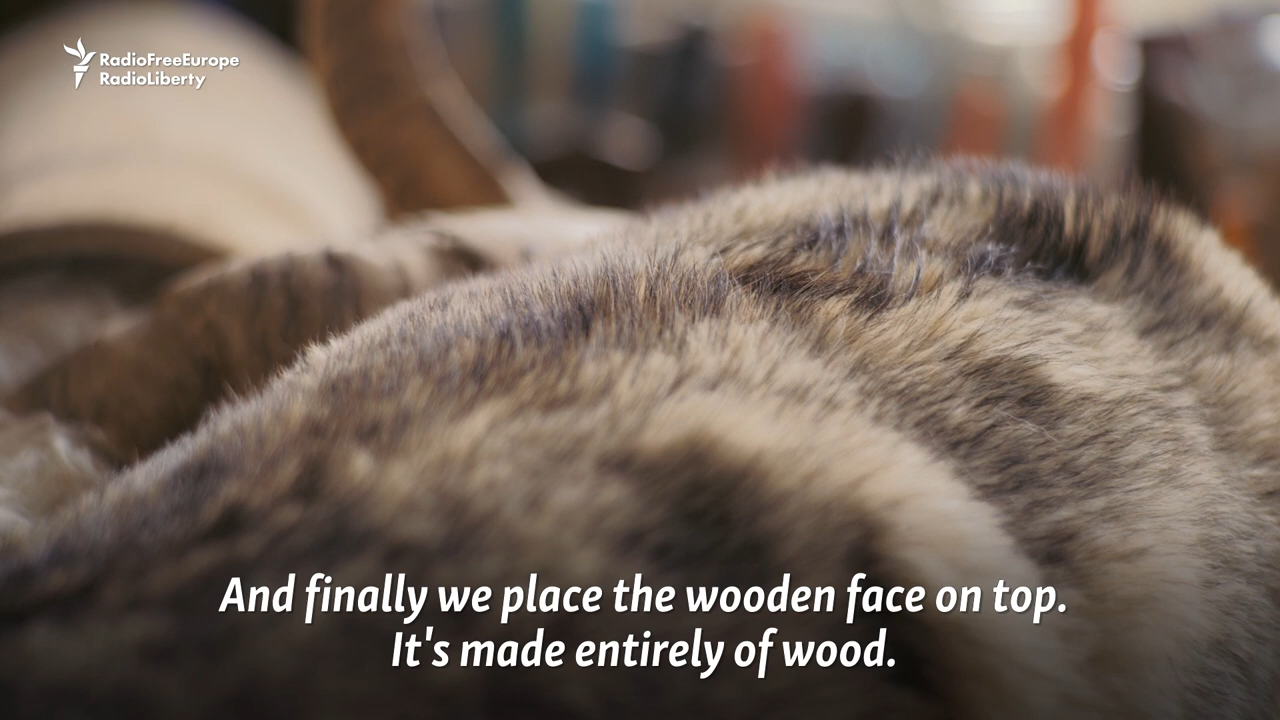 RadioFreeEurope
RadioLiberty
And finally we place the wooden face on top.
It's made entirely of wood.